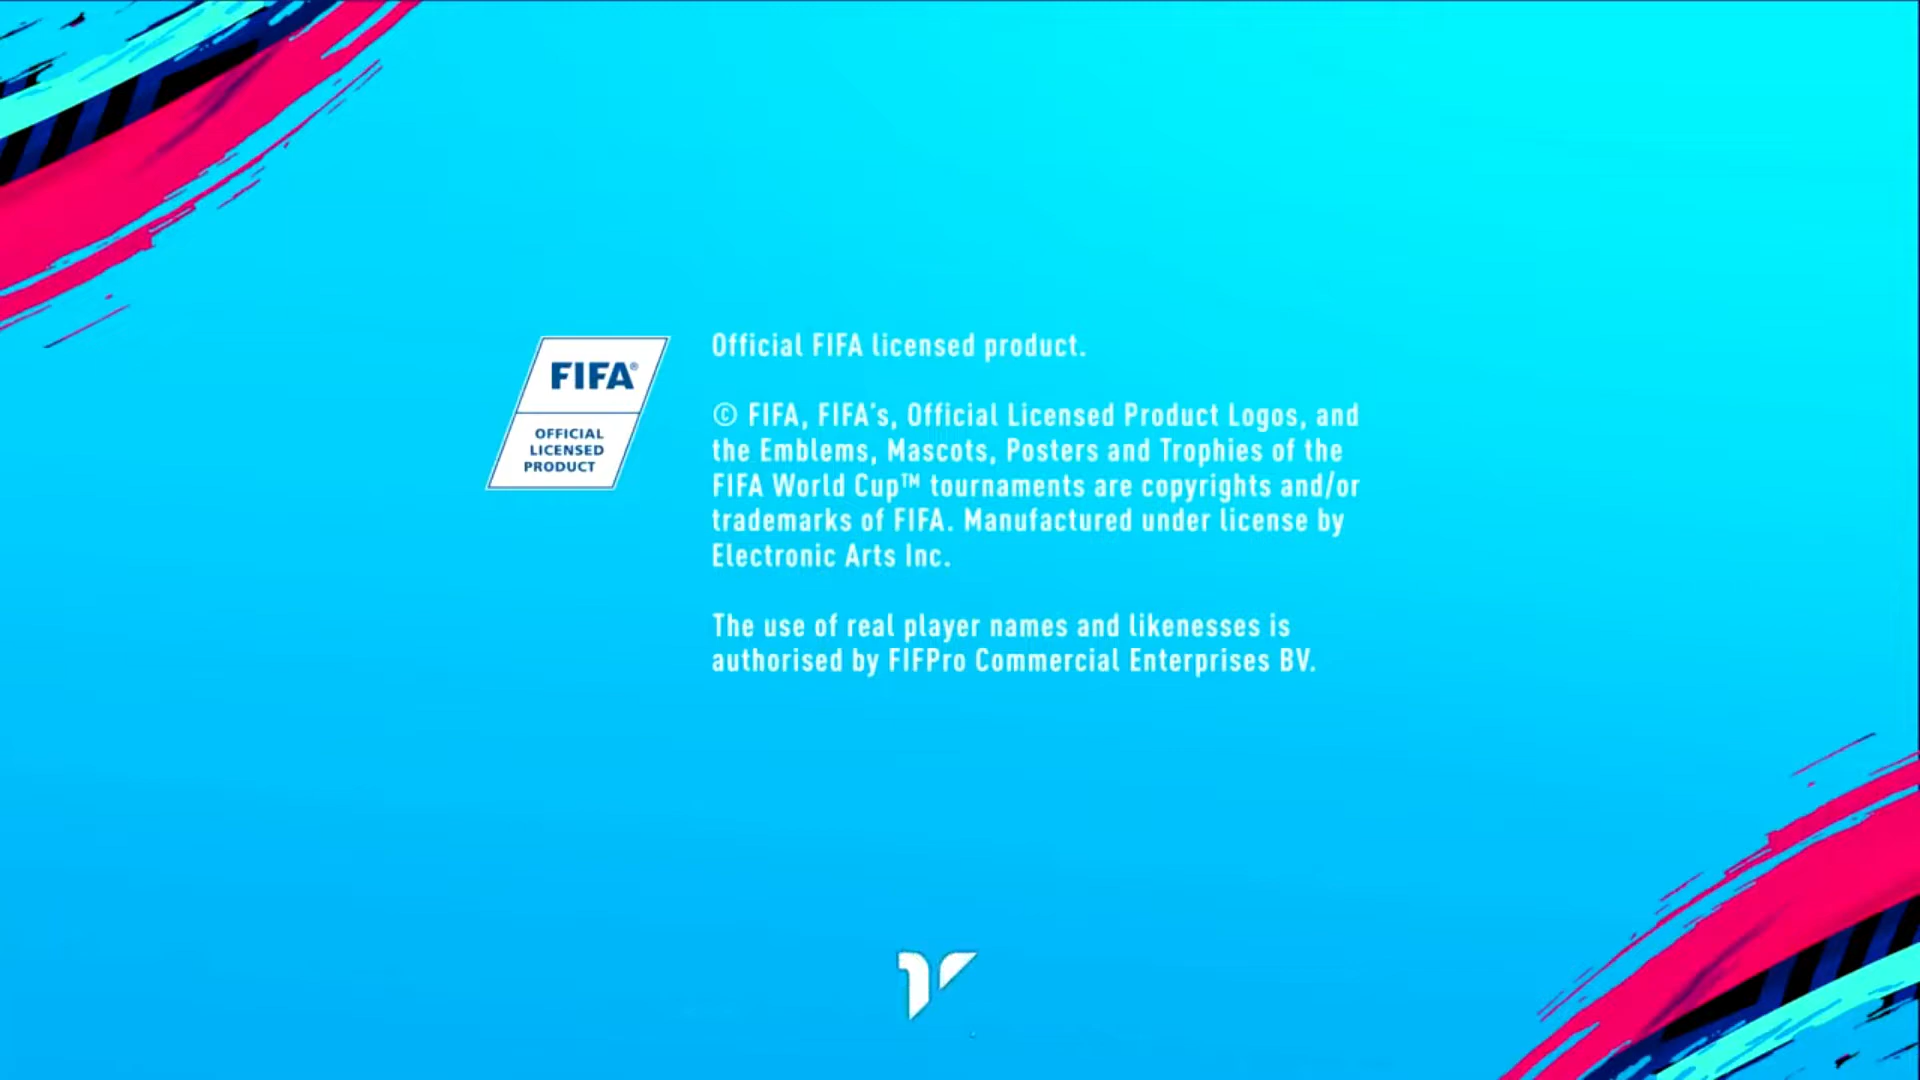 FIFA®
OFFICIAL
LICENSED
PRODUCT
Official FIFA licensed product.
© FIFA, FIFA's, Official Licensed Product Logos, and
the Emblems, Mascots, Posters and Trophies of the
FIFA World Cup™ tournaments are copyrights and/or
trademarks of FIFA. Manufactured under license by
Electronic Arts Inc.
The use of real player names and likenesses is
authorised by FIFPro Commercial Enterprises BV.